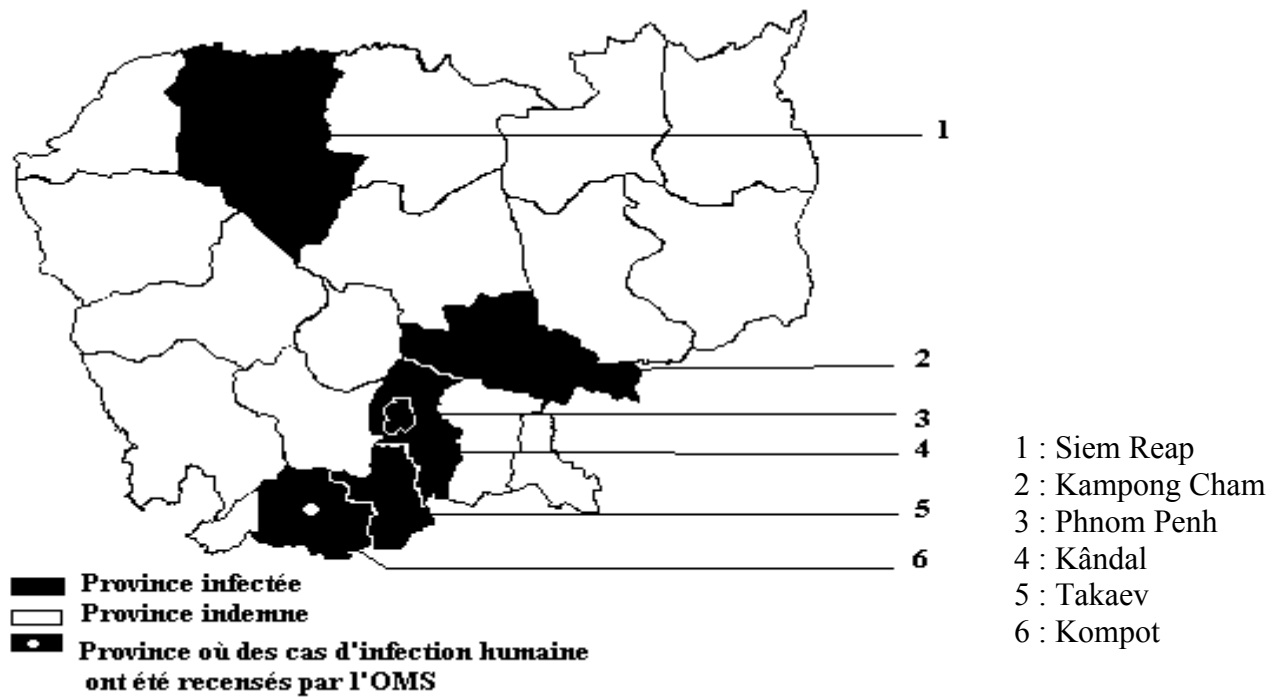 1
2
3
4
5
6
1 : Siem Reap
2 : Kampong Cham
3 : Phnom Penh
4 : Kândal
5 : Takaev
6 : Kompot
Province infectée
Province indemne
Province où des cas d'infection humaine
ont été recensés par l'OMS